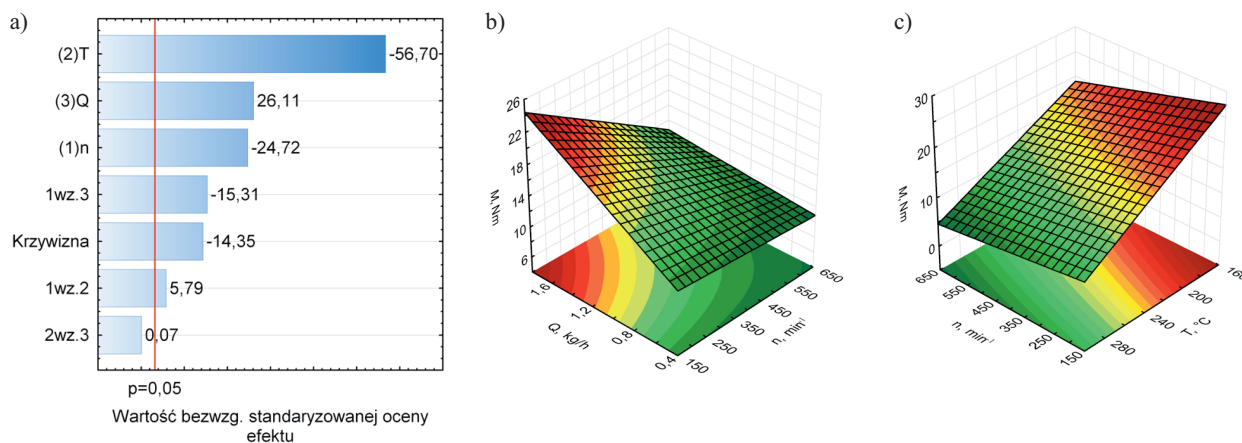 a)
(2)T
-56,70
(3)Q
26,11
(1)n
-24,72
1wz.3
-15,31
Krzywizna
-14,35
1wz.2
5,79
2wz.3
0,07
p=0,05
Wartość bezwzg. standaryzowanej oceny
efektu
b)
26
22
18
14
10
6
M, Nm
1,6
1,2
0,8
0,4
Q, kg/h
150
250
350
450
550
650
n, min⁻¹
c)
30
20
10
0
M, Nm
650
550
450
350
250
150
n, min⁻¹
280
240
200
160
T, °C